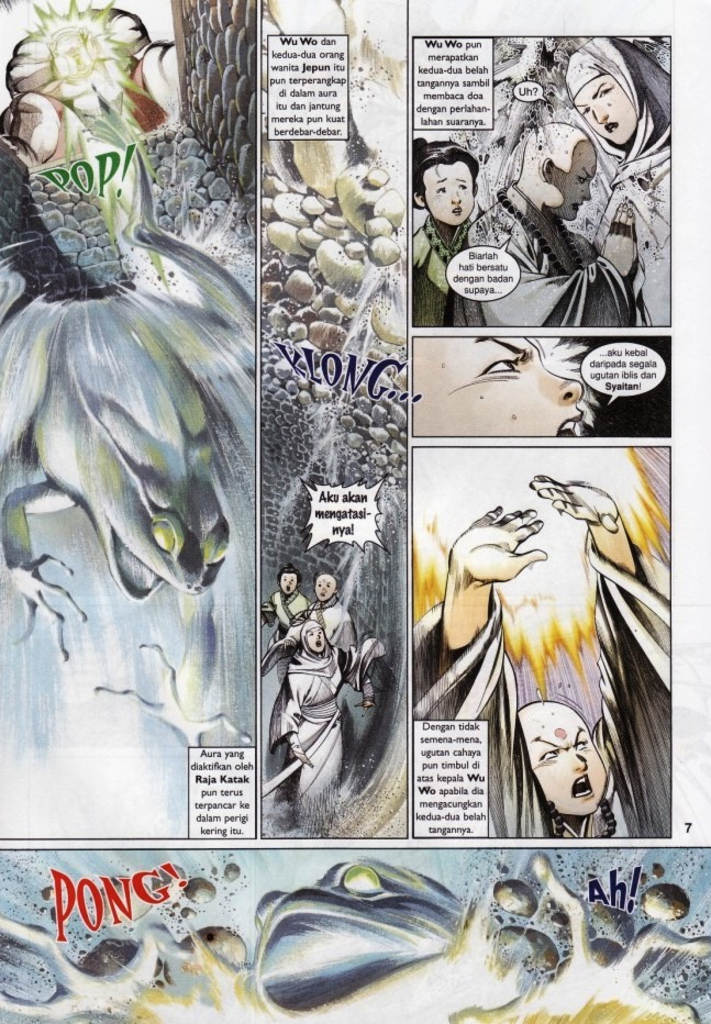 POP!
Aura yang
diaktifkan oleh
Raja Katak
pun terus
terpancar ke
dalam perigi
kering itu.
Wu Wo dan
kedua-dua orang
wanita Jepun itu
pun terperangkap
di dalam aura
itu dan jantung
mereka pun kuat
berdebar-debar.
KLONG...
Aku akan
mengatasi-
nya!
Wu Wo pun
merapatkan
kedua-dua belah
tangannya sambil
membaca doa
dengan perlahan-
lahan suaranya.
Uh?
Biarlah
hati bersatu
dengan badan
supaya...
...aku kebal
daripada segala
ugutan iblis dan
Syaitan!
Dengan tidak
semena-mena,
ugutan cahaya
pun timbul di
atas kepala Wu
Wo apabila dia
mengacungkan
kedua-dua belah
tangannya.
7
PONG!
Ah!